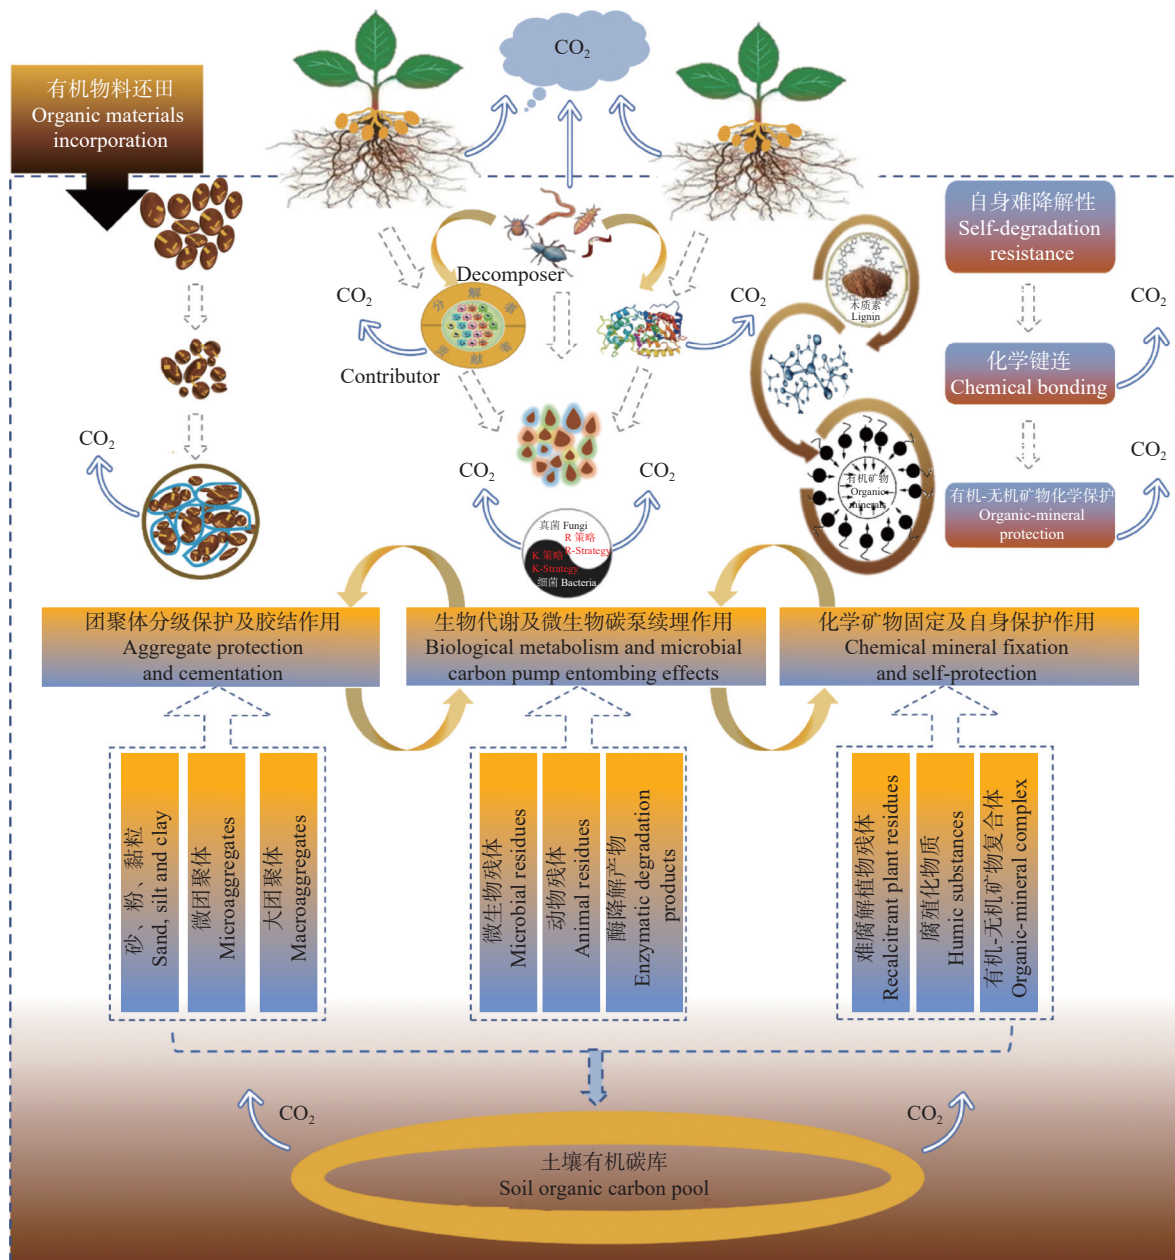 CO₂
有机物料还田
Organic materials
incorporation
自身难降解性
Self-degradation
resistance
Decomposer
分解者
贡献者
Contributor
CO₂
CO₂
木质素
Lignin
CO₂
化学键连
Chemical bonding
CO₂
CO₂
CO₂
CO₂
有机矿物
Organic
minerals
有机-无机矿物化学保护
Organic-mineral
protection
真菌 Fungi
R 策略
R-Strategy
K 策略
K-Strategy
细菌 Bacteria
团聚体分级保护及胶结作用
Aggregate protection
and cementation
生物代谢及微生物碳泵续埋作用
Biological metabolism and microbial
carbon pump entombing effects
化学矿物固定及自身保护作用
Chemical mineral fixation
and self-protection
砂、粉、黏粒
Sand, silt and clay
微团聚体
Microaggregates
大团聚体
Macroaggregates
微生物残体
Microbial residues
动物残体
Animal residues
酶降解产物
Enzymatic degradation
products
难腐解植物残体
Recalcitrant plant residues
腐殖化物质
Humic substances
有机-无机矿物复合体
Organic-mineral complex
CO₂
CO₂
土壤有机碳库
Soil organic carbon pool